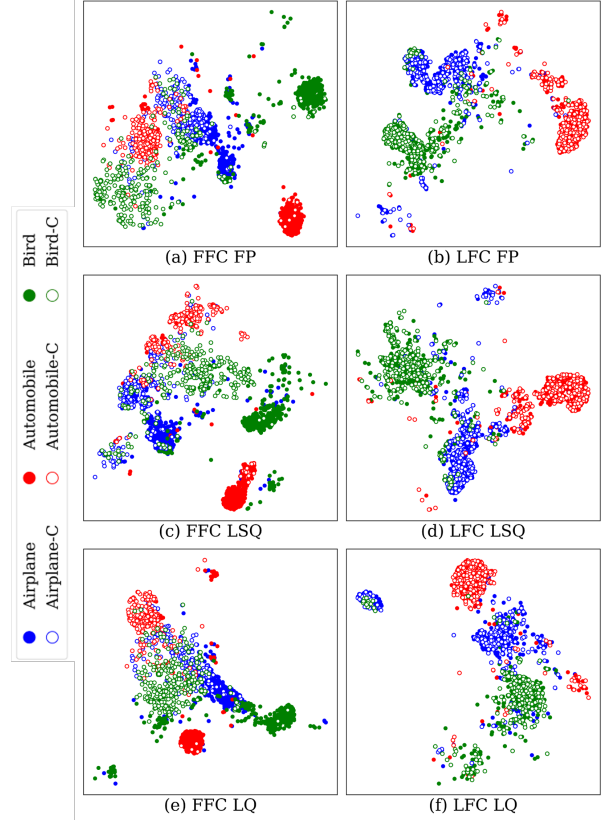 (a) FFC FP
(b) LFC FP
Bird
Bird-C
Automobile
Automobile-C
Airplane
Airplane-C
(c) FFC LSQ
(d) LFC LSQ
(e) FFC LQ
(f) LFC LQ